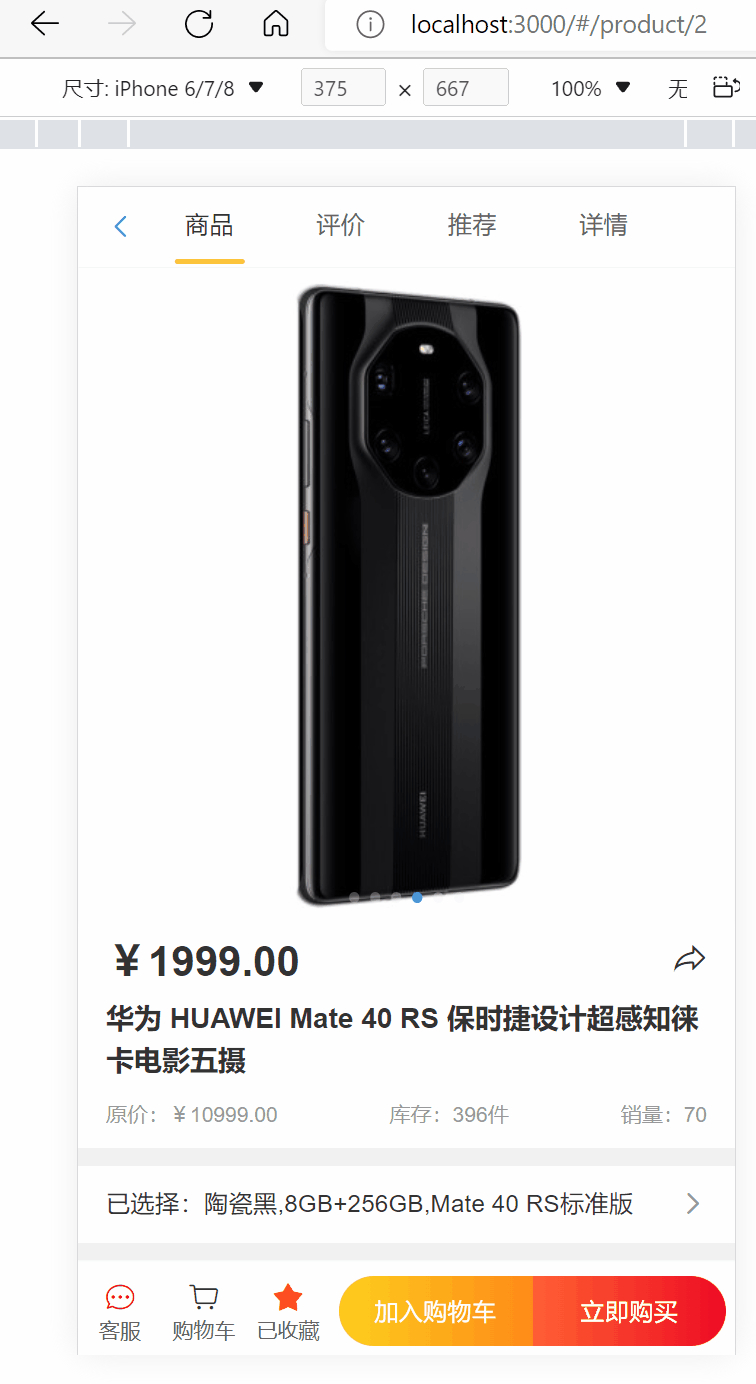 localhost:3000/#/product/2
尺寸: iPhone 6/7/8 375 × 667 100% 无
商品 评价 推荐 详情
LEICA
PORSCHE DESIGN
HUAWEI
￥1999.00
华为 HUAWEI Mate 40 RS 保时捷设计超感知徕
卡电影五摄
原价：￥10999.00 库存：396件 销量：70
已选择：陶瓷黑,8GB+256GB,Mate 40 RS标准版
客服 购物车 已收藏 加入购物车 立即购买